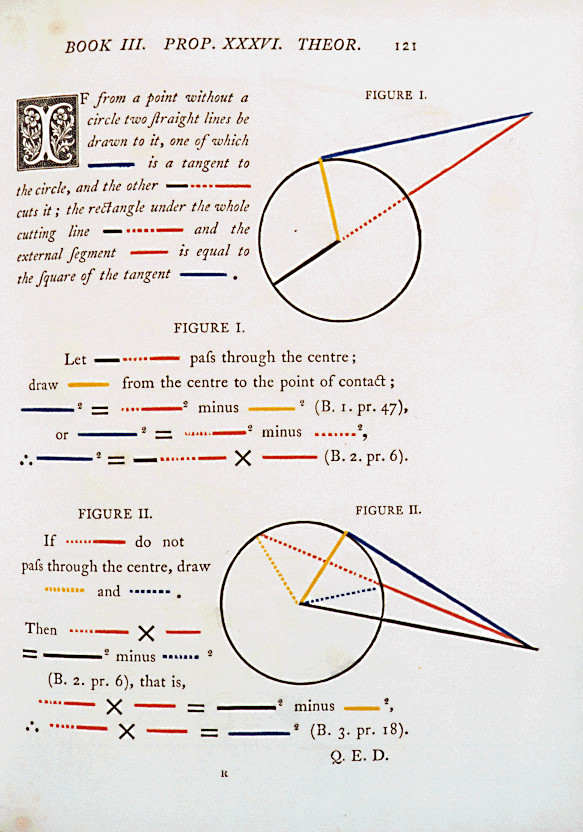 BOOK III. PROP. XXXVI. THEOR. 121
IF from a point without a
circle two ſtraight lines be
drawn to it, one of which
is a tangent to
the circle, and the other
cuts it ; the rectangle under the whole
cutting line and the
external ſegment is equal to
the ſquare of the tangent .
FIGURE I.
FIGURE I.
Let paſs through the centre ;
draw from the centre to the point of contact ;
² = ² minus ² (B. 1. pr. 47),
or ² = ² minus ²,
∴ ² = × (B. 2. pr. 6).
FIGURE II.
FIGURE II.
If do not
paſs through the centre, draw
and .
Then ×
= ² minus ²
(B. 2. pr. 6), that is,
× = ² minus ²,
∴ × = ² (B. 3. pr. 18).
Q. E. D.
R